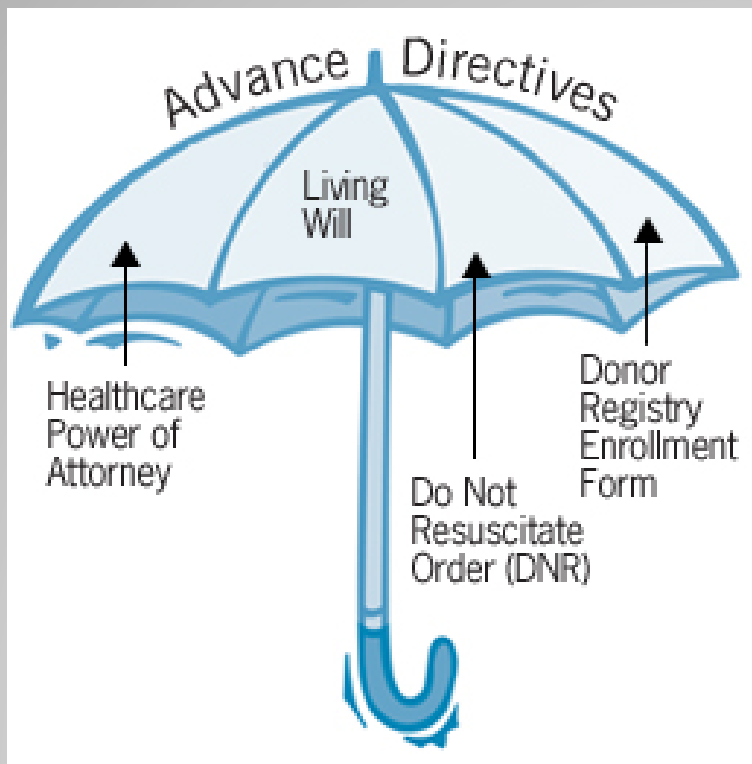 Advance Directives
Living
Will
Healthcare
Power of
Attorney
Do Not
Resuscitate
Order (DNR)
Donor
Registry
Enrollment
Form